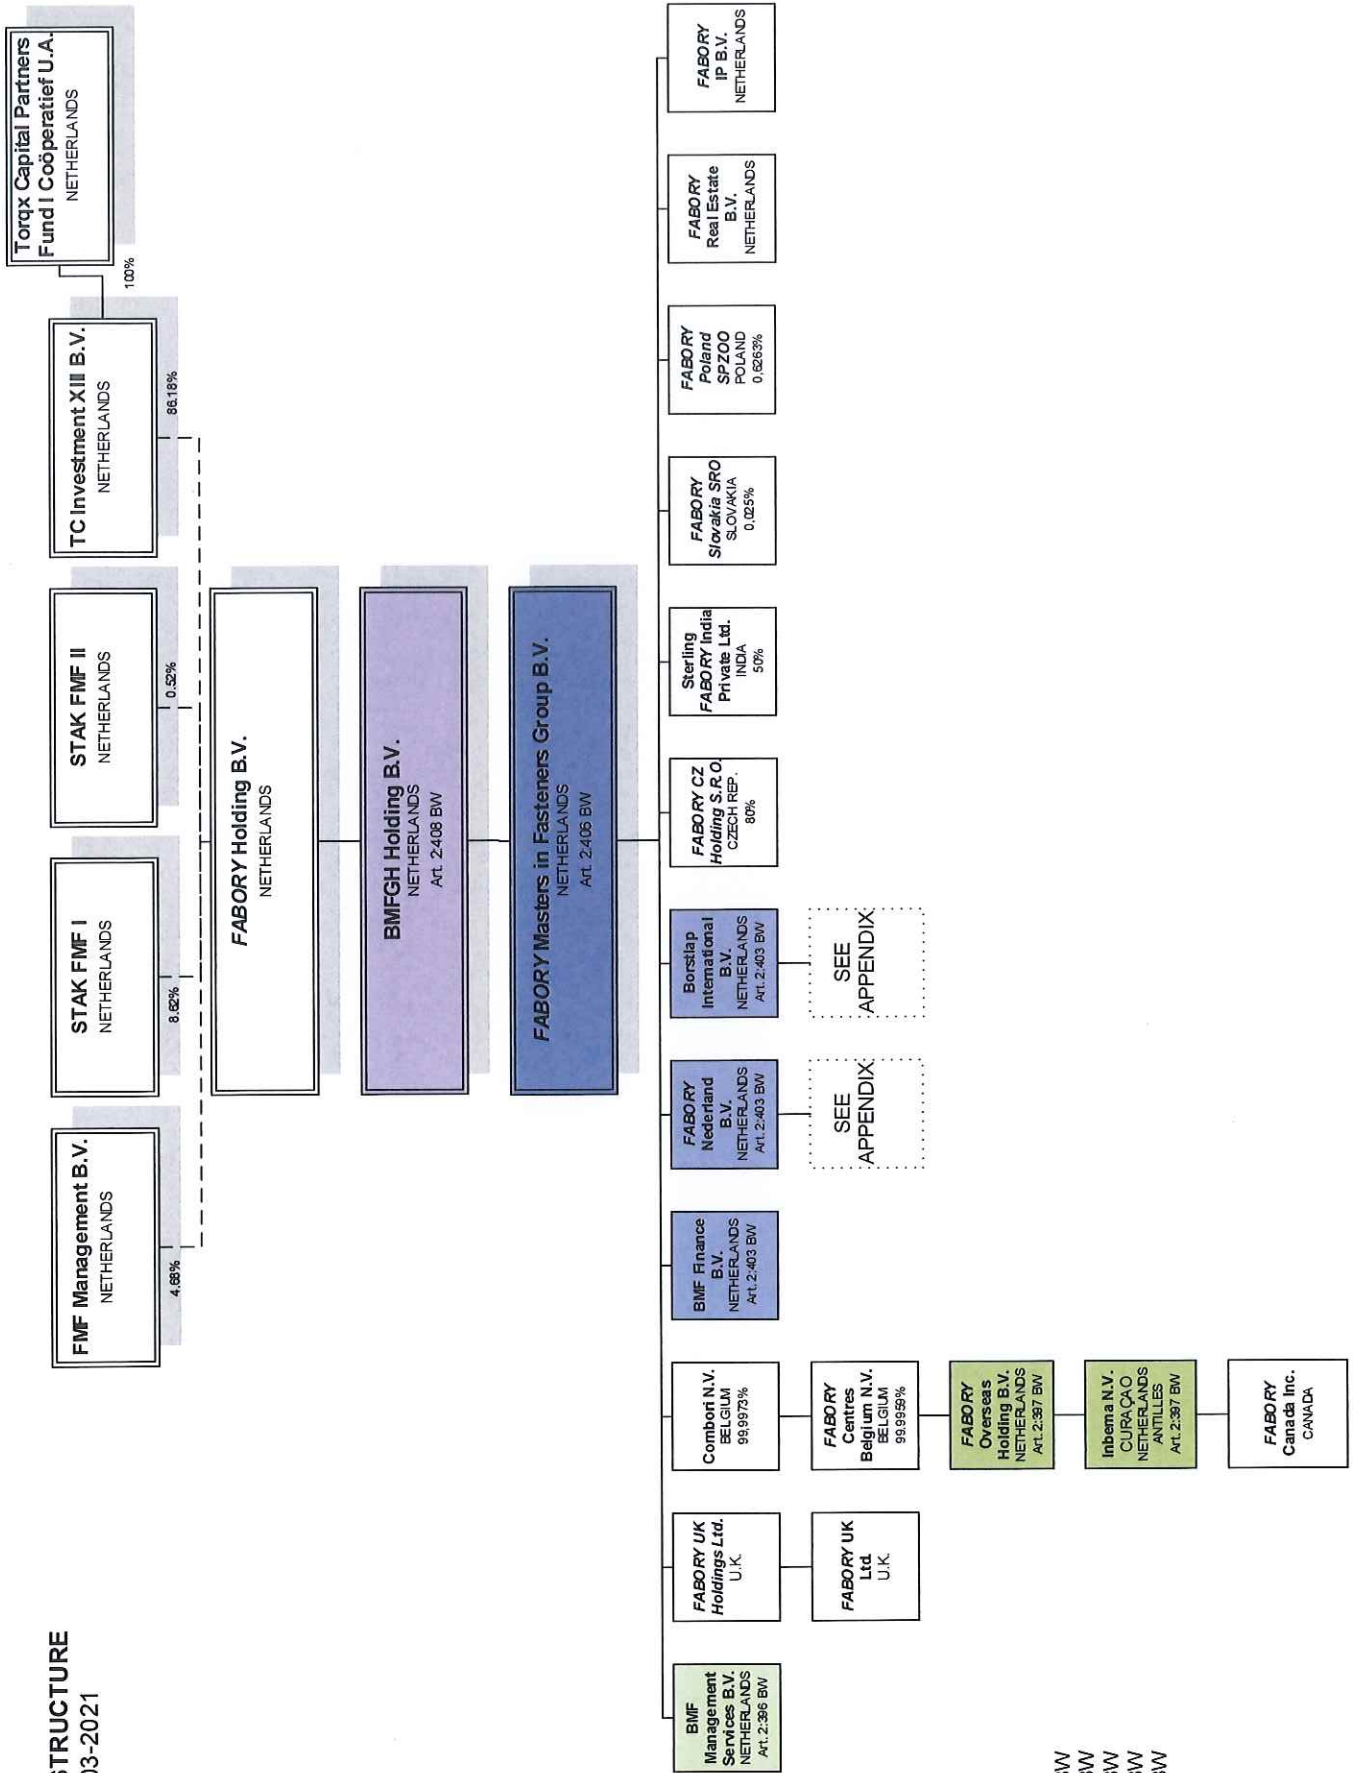 STRUCTURE
03-2021
FMF Management B.V.
NETHERLANDS
4.68%
STAK FMF I
NETHERLANDS
8.62%
STAK FMF II
NETHERLANDS
0.52%
TC Investment XIII B.V.
NETHERLANDS
86.18%
Torqx Capital Partners
Fund I Coöperatief U.A.
NETHERLANDS
100%
FABORY Holding B.V.
NETHERLANDS
BMFGH Holding B.V.
NETHERLANDS
Art. 2:408 BW
FABORY Masters in Fasteners Group B.V.
NETHERLANDS
Art. 2:406 BW
BMF
Management
Services B.V.
NETHERLANDS
Art. 2:396 BW
FABORY UK
Holdings Ltd.
U.K.
Combori N.V.
BELGIUM
99,9973%
BMF Finance
B.V.
NETHERLANDS
Art. 2:403 BW
FABORY
Nederland
B.V.
NETHERLANDS
Art. 2:403 BW
Borstlap
International
B.V.
NETHERLANDS
Art. 2:403 BW
FABORY CZ
Holding S.R.O.
CZECH REP.
80%
Sterling
FABORY India
Private Ltd.
INDIA
50%
FABORY
Slovakia SRO
SLOVAKIA
0,025%
FABORY
Poland
SPZOO
POLAND
0,6263%
FABORY
Real Estate
B.V.
NETHERLANDS
FABORY
IP B.V.
NETHERLANDS
FABORY UK
Ltd.
U.K.
FABORY
Centres
Belgium N.V.
BELGIUM
99.9959%
SEE
APPENDIX
SEE
APPENDIX
FABORY
Overseas
Holding B.V.
NETHERLANDS
Art. 2:397 BW
Inbema N.V.
CURAÇAO
NETHERLANDS
ANTILLES
Art. 2:397 BW
FABORY
Canada Inc.
CANADA
BW
BW
BW
BW
BW